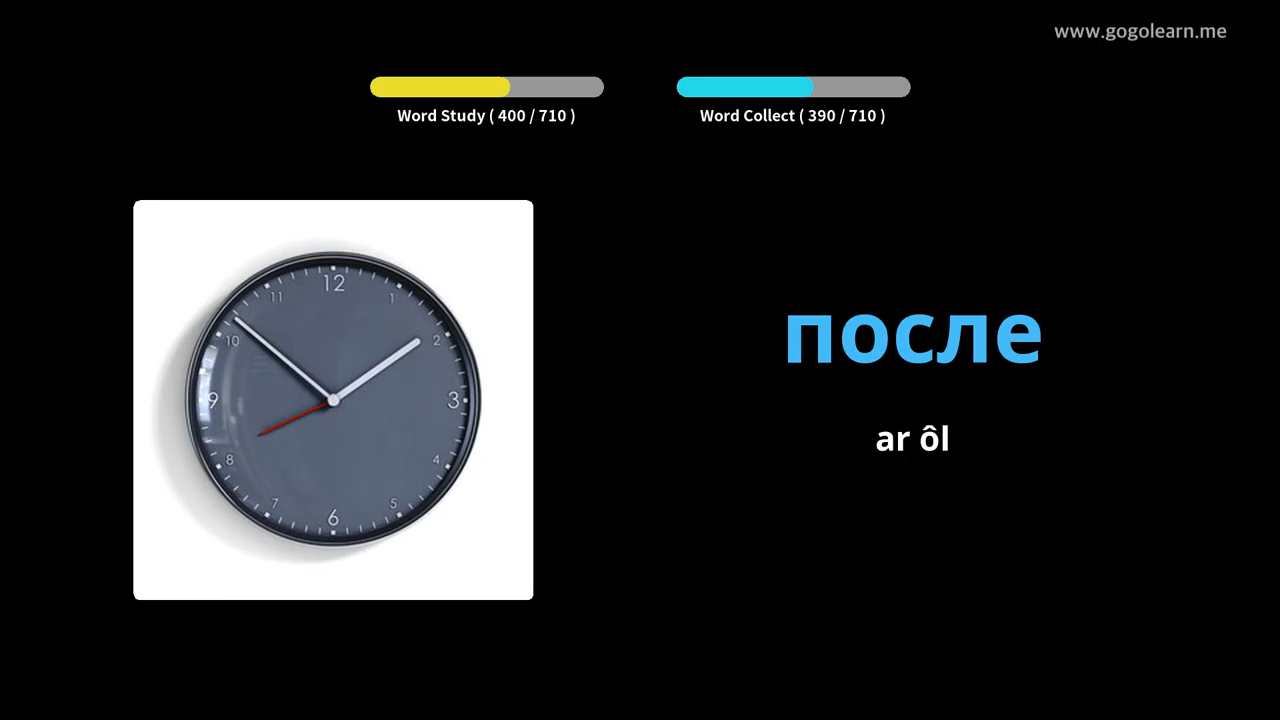 www.gogolearn.me
Word Study ( 400 / 710 )
Word Collect ( 390 / 710 )
12
11
1
10
2
9
3
8
4
7
5
6
после
ar ôl